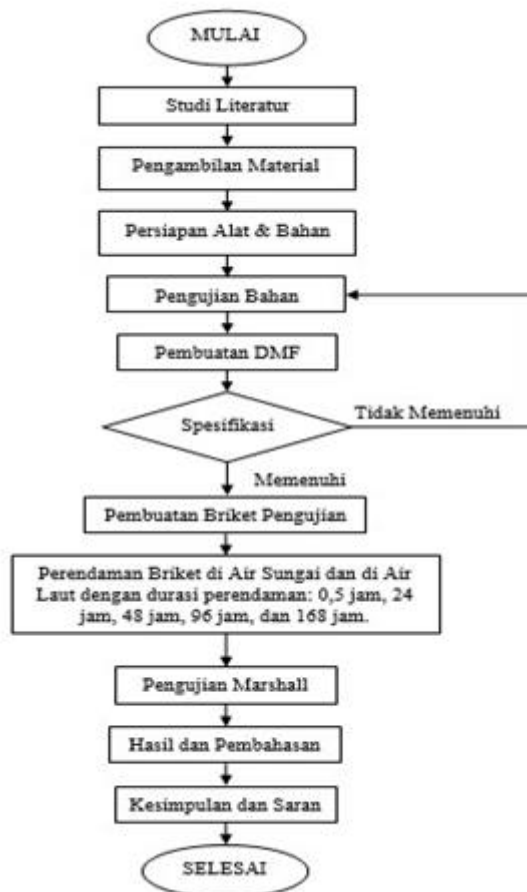 MULAI
Studi Literatur
Pengambilan Material
Persiapan Alat & Bahan
Pengujian Bahan
Pembuatan DMF
Spesifikasi
Tidak Memenuhi
Memenuhi
Pembuatan Briket Pengujian
Perendaman Briket di Air Sungai dan di Air
Laut dengan durasi perendaman: 0,5 jam, 24
jam, 48 jam, 96 jam, dan 168 jam.
Pengujian Marshall
Hasil dan Pembahasan
Kesimpulan dan Saran
SELESAI